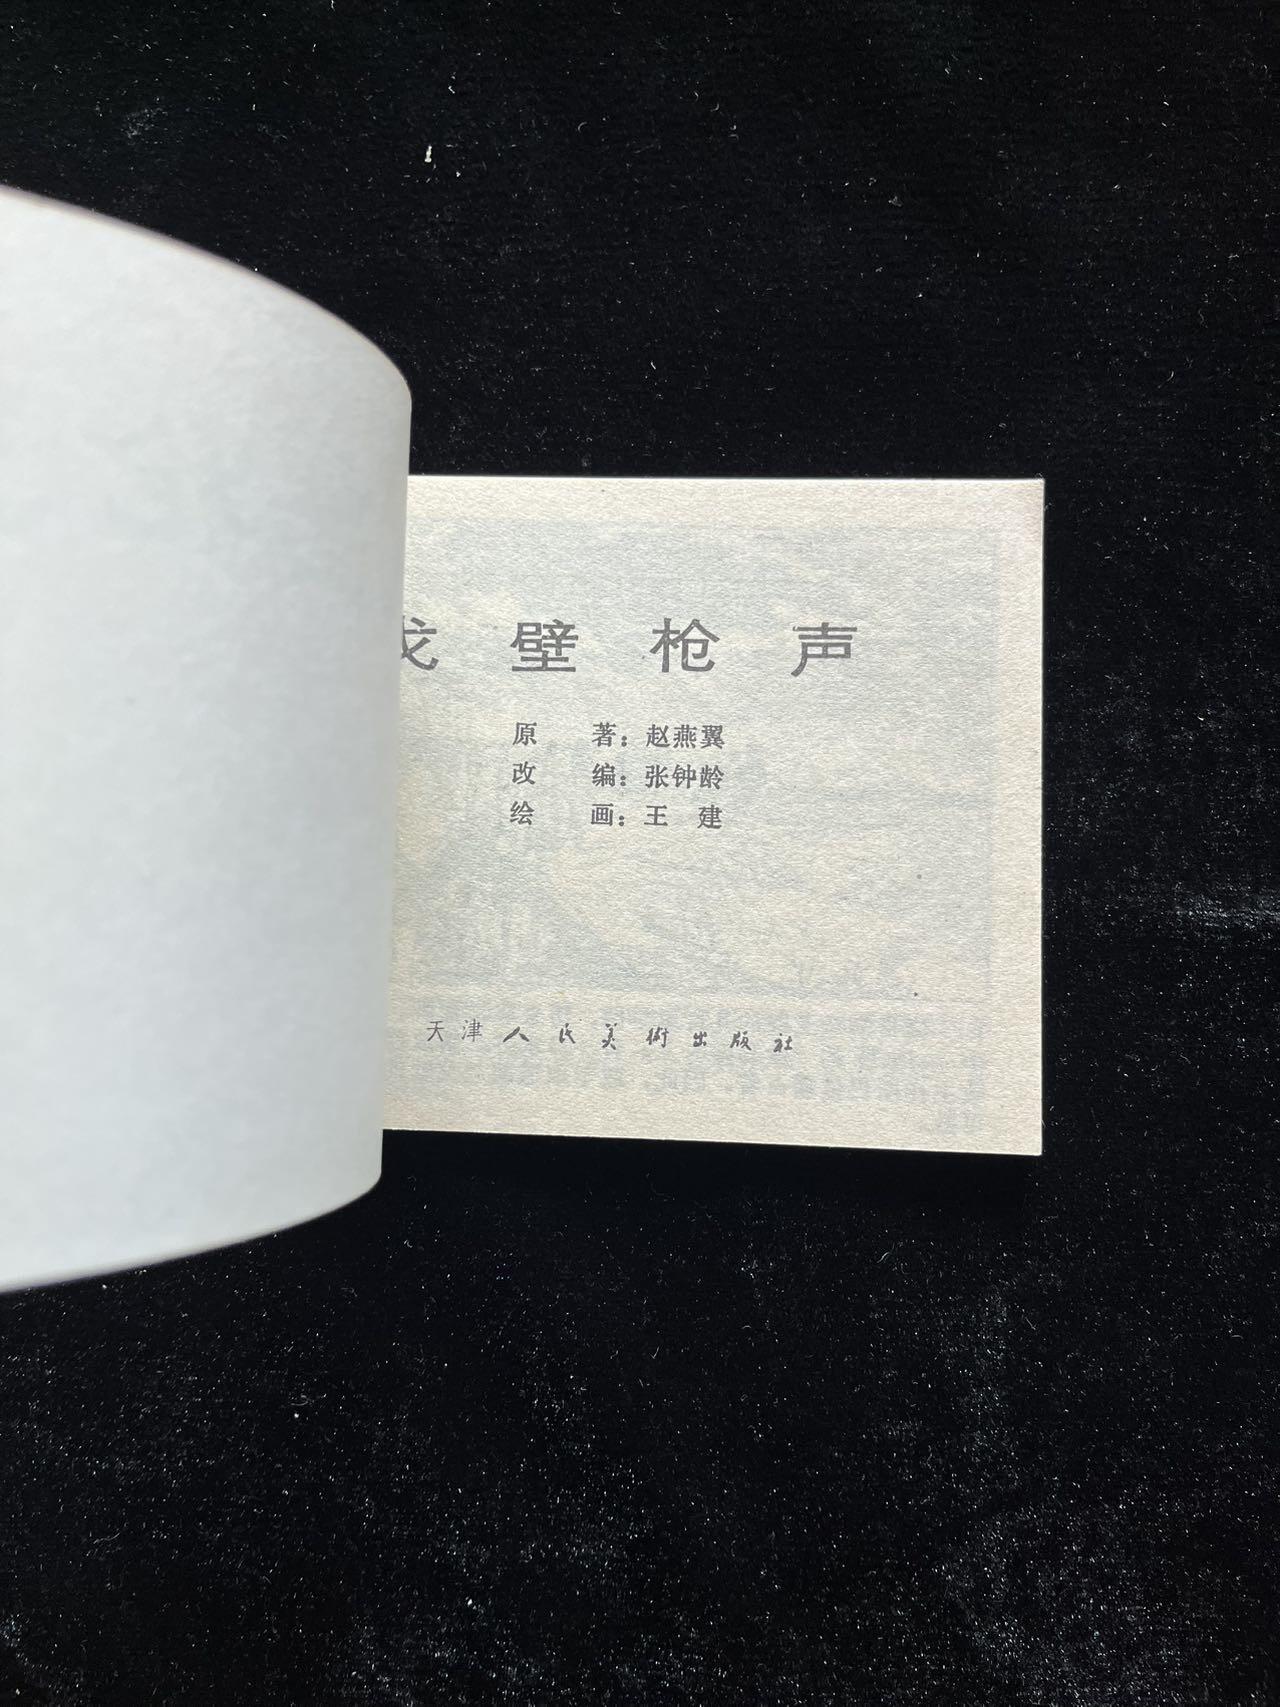 戈壁枪声
原著：赵燕翼
改编：张钟龄
绘画：王建
天津人民美術出版社